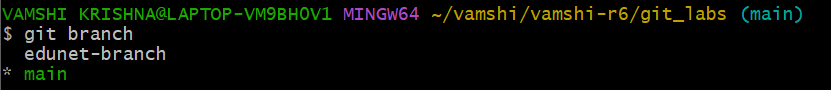 VAMSHI KRISHNA@LAPTOP-VM9BH0V1 MINGW64 ~/vamshi/vamshi-r6/git_labs (main)
$ git branch
  edunet-branch
* main